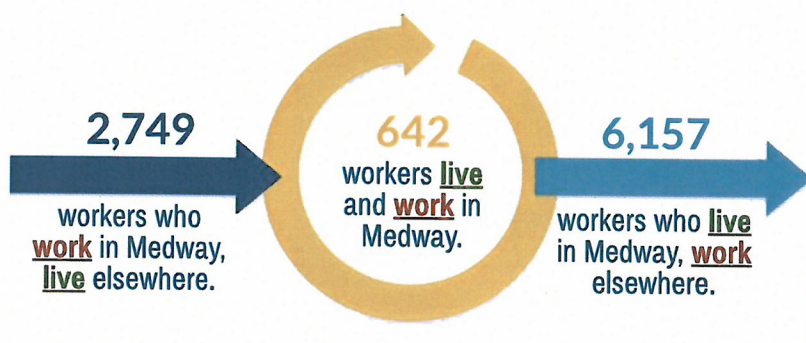 2,749
workers who
work in Medway,
live elsewhere.
642
workers live
and work in
Medway.
6,157
workers who live
in Medway, work
elsewhere.